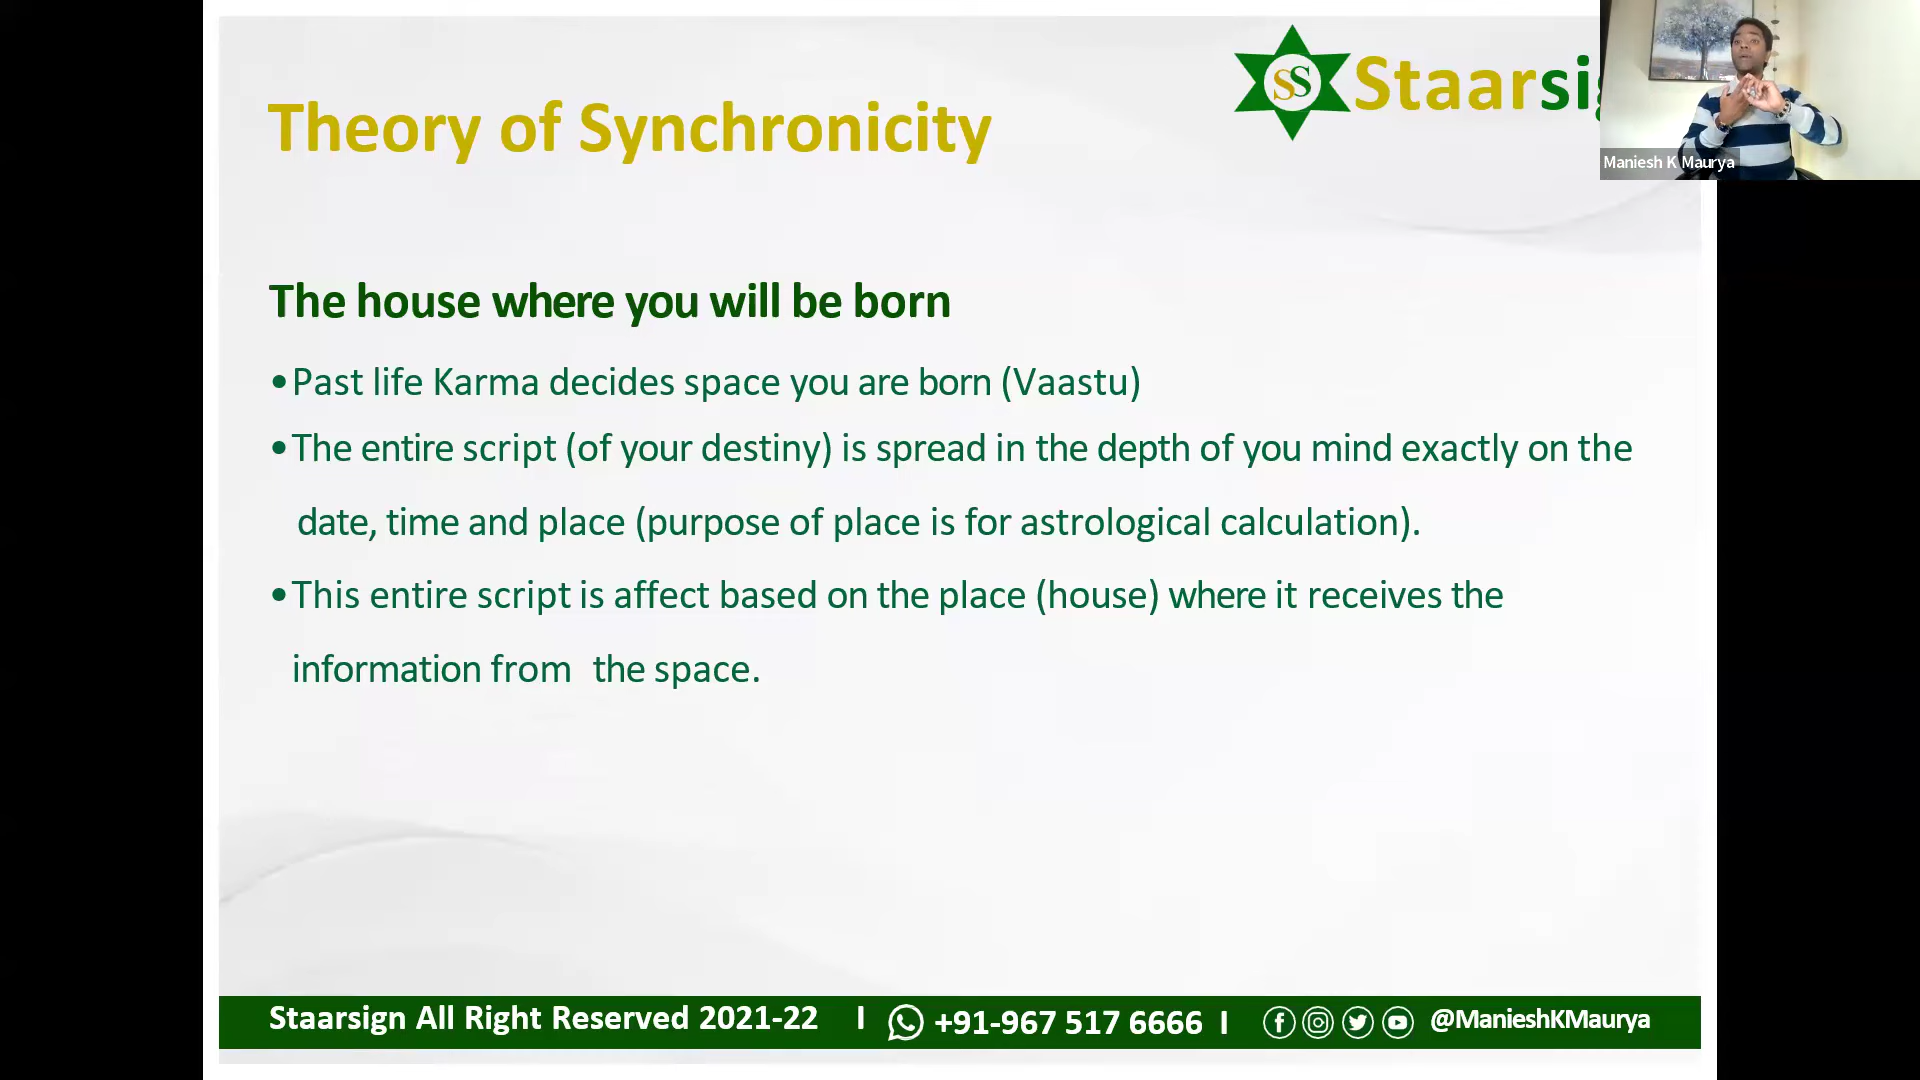 Theory of Synchronicity
SS Staarsi
Maniesh K Maurya
The house where you will be born
•Past life Karma decides space you are born (Vaastu)
•The entire script (of your destiny) is spread in the depth of you mind exactly on the
date, time and place (purpose of place is for astrological calculation).
•This entire script is affect based on the place (house) where it receives the
information from the space.
Staarsign All Right Reserved 2021-22 I +91-967 517 6666 I @ManieshKMaurya